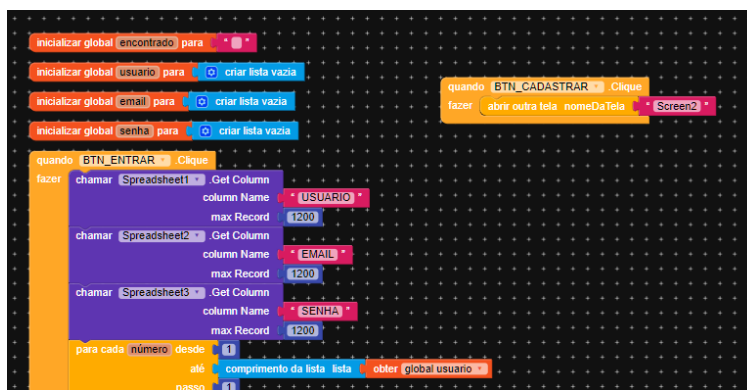 inicializar global encontrado para " "
inicializar global usuario para criar lista vazia
inicializar global email para criar lista vazia
inicializar global senha para criar lista vazia
quando BTN_CADASTRAR .Clique
fazer abrir outra tela nomeDaTela " Screen2 "
quando BTN_ENTRAR .Clique
fazer chamar Spreadsheet1 .Get Column
column Name " USUARIO "
max Record 1200
chamar Spreadsheet2 .Get Column
column Name " EMAIL "
max Record 1200
chamar Spreadsheet3 .Get Column
column Name " SENHA "
max Record 1200
para cada número desde 1
até comprimento da lista lista obter global usuario
passo 1